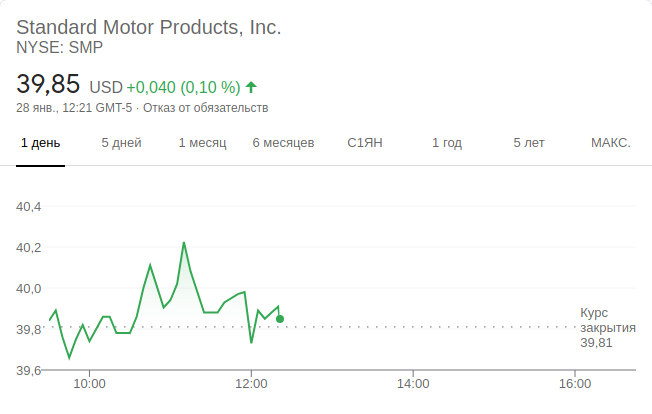 Standard Motor Products, Inc.
NYSE: SMP
39,85 USD +0,040 (0,10 %)
28 янв., 12:21 GMT-5 · Отказ от обязательств
1 день 5 дней 1 месяц 6 месяцев С1ЯН 1 год 5 лет МАКС.
40,4
40,2
40,0
39,8
39,6
Курс
закрытия
39,81
10:00 12:00 14:00 16:00